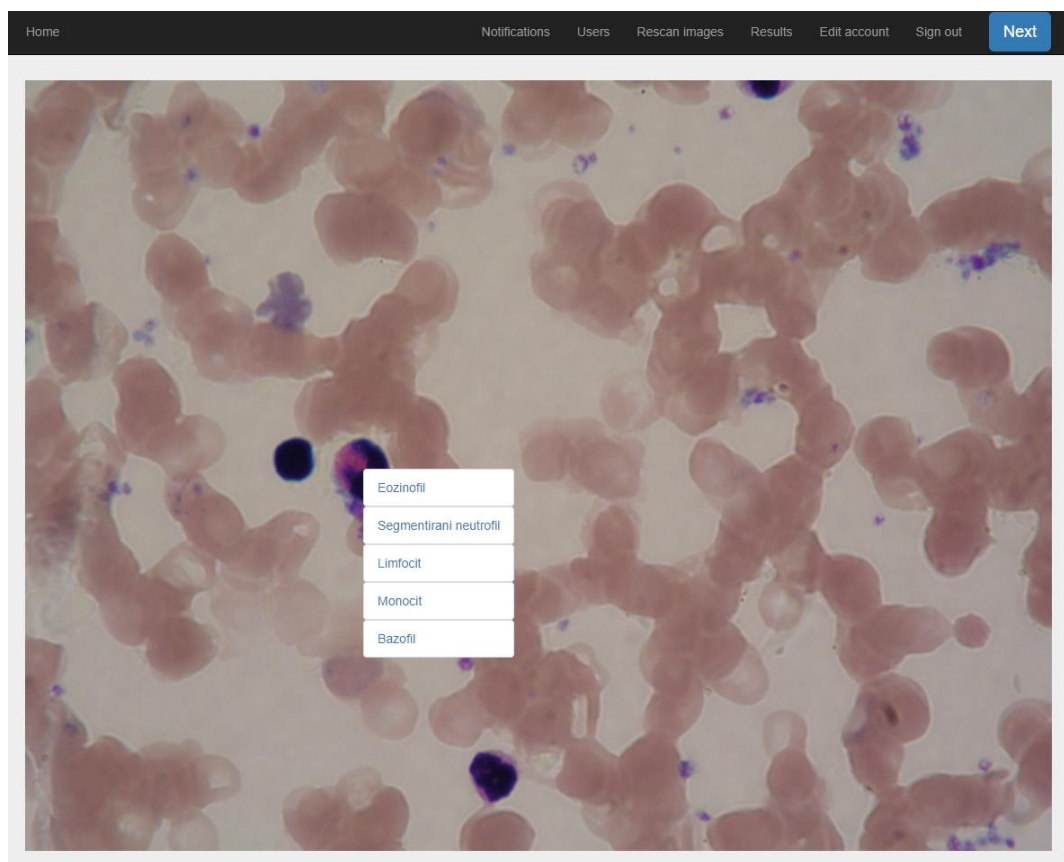 Home Notifications Users Rescan images Results Edit account Sign out Next
Eozinofil
Segmentirani neutrofil
Limfocit
Monocit
Bazofil